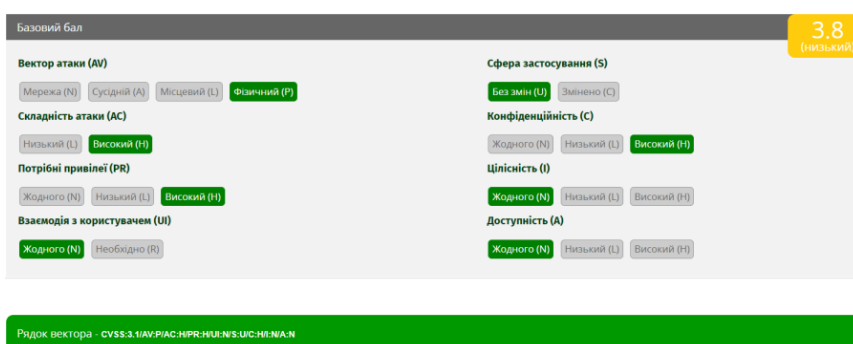 Базовий бал
3.8
(низький)
Вектор атаки (AV)
Мережа (N) Сусідній (A) Місцевий (L) Фізичний (P)
Складність атаки (AC)
Низький (L) Високий (H)
Потрібні привілеї (PR)
Жодного (N) Низький (L) Високий (H)
Взаємодія з користувачем (UI)
Жодного (N) Необхідно (R)
Сфера застосування (S)
Без змін (U) Змінено (C)
Конфіденційність (C)
Жодного (N) Низький (L) Високий (H)
Цілісність (I)
Жодного (N) Низький (L) Високий (H)
Доступність (A)
Жодного (N) Низький (L) Високий (H)
Рядок вектора - CVSS:3.1/AV:P/AC:H/PR:H/UI:N/S:U/C:H/I:N/A:N